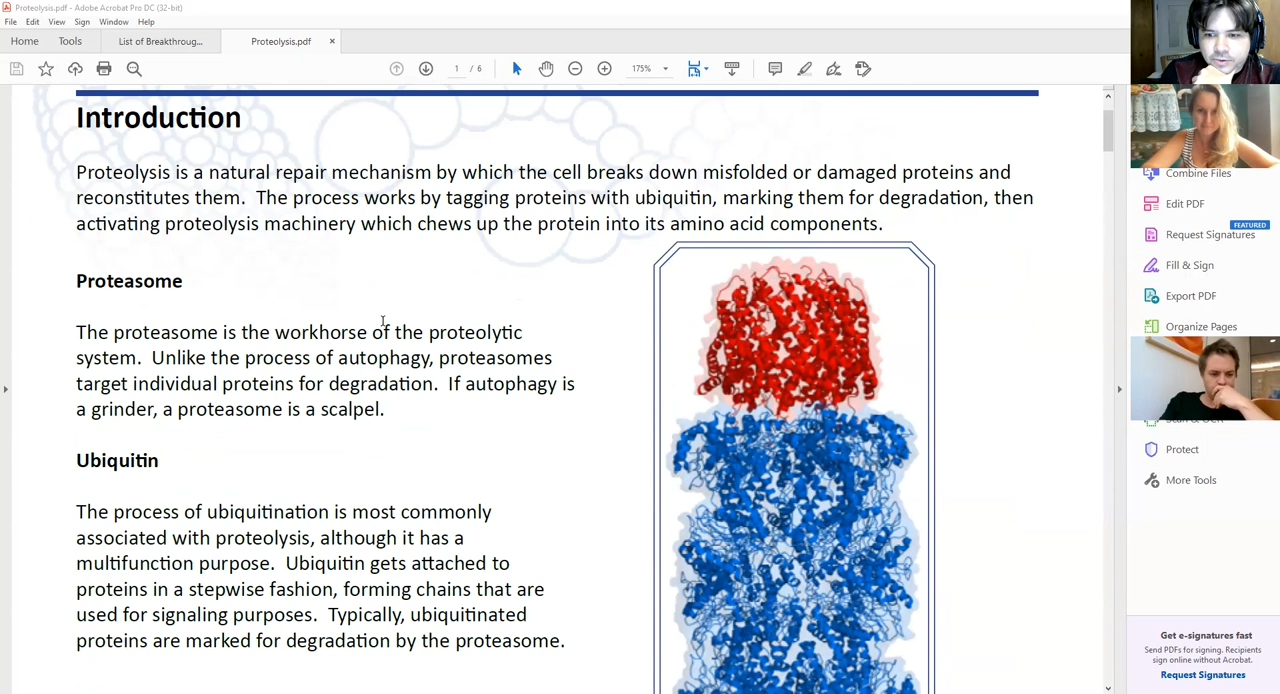 Proteolysis.pdf - Adobe Acrobat Pro DC (32-bit)
File Edit View Sign Window Help
Home Tools List of Breakthroug... Proteolysis.pdf ×
1 / 6 175%
Introduction
Proteolysis is a natural repair mechanism by which the cell breaks down misfolded or damaged proteins and
reconstitutes them. The process works by tagging proteins with ubiquitin, marking them for degradation, then
activating proteolysis machinery which chews up the protein into its amino acid components.
Proteasome
The proteasome is the workhorse of the proteolytic
system. Unlike the process of autophagy, proteasomes
target individual proteins for degradation. If autophagy is
a grinder, a proteasome is a scalpel.
Ubiquitin
The process of ubiquitination is most commonly
associated with proteolysis, although it has a
multifunction purpose. Ubiquitin gets attached to
proteins in a stepwise fashion, forming chains that are
used for signaling purposes. Typically, ubiquitinated
proteins are marked for degradation by the proteasome.
Combine Files
Edit PDF
FEATURED
Request Signatures
Fill & Sign
Export PDF
Organize Pages
Protect
More Tools
Get e-signatures fast
Send PDFs for signing. Recipients
sign online without Acrobat.
Request Signatures